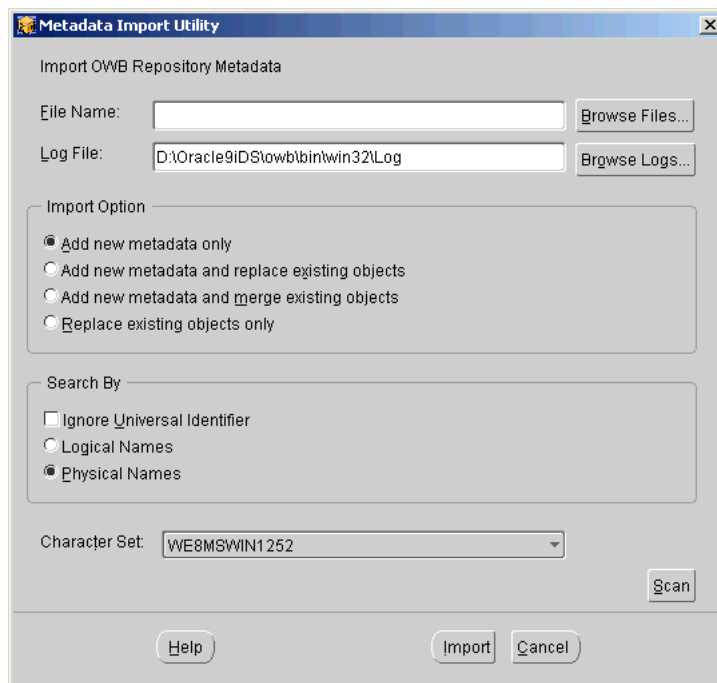 Metadata Import Utility
Import OWB Repository Metadata
File Name:
Browse Files...
Log File: D:\Oracle9iDS\owb\bin\win32\Log Browse Logs...
Import Option
Add new metadata only
Add new metadata and replace existing objects
Add new metadata and merge existing objects
Replace existing objects only
Search By
Ignore Universal Identifier
Logical Names
Physical Names
Character Set: WE8MSWIN1252
Scan
Help Import Cancel